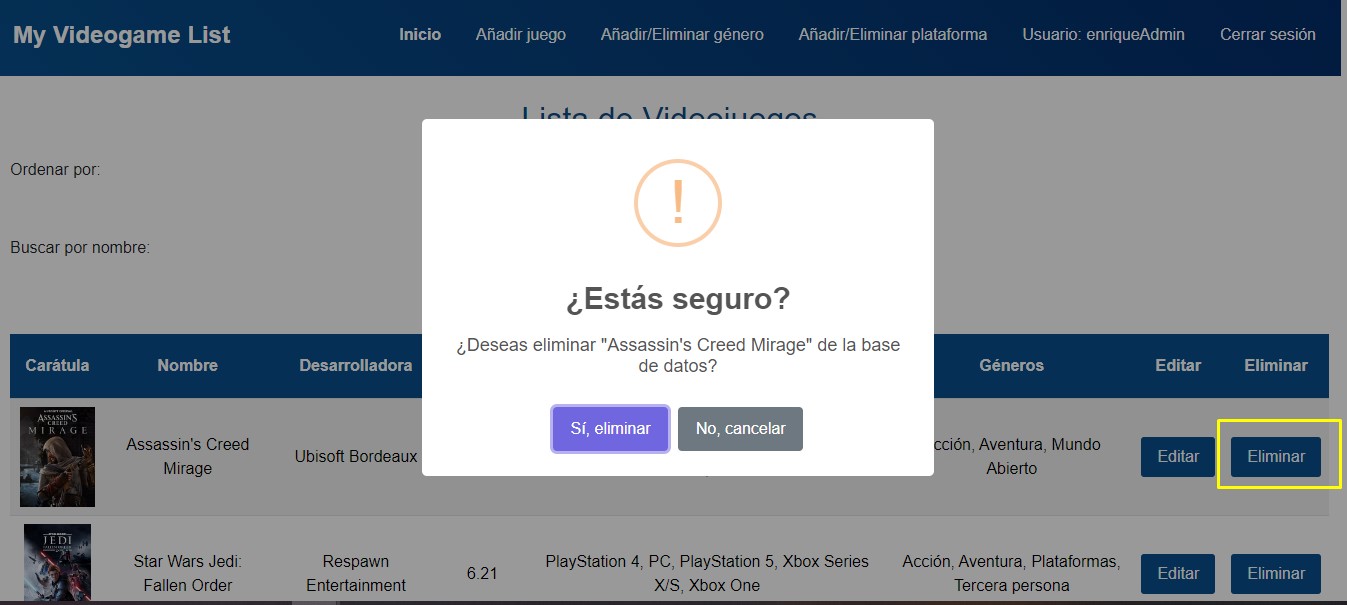 My Videogame List
Inicio
Añadir juego
Añadir/Eliminar género
Añadir/Eliminar plataforma
Usuario: enriqueAdmin
Cerrar sesión
Lista de Videojuegos
Ordenar por:
Buscar por nombre:
¿Estás seguro?
¿Deseas eliminar "Assassin's Creed Mirage" de la base
de datos?
Sí, eliminar
No, cancelar
Carátula
Nombre
Desarrolladora
Géneros
Editar
Eliminar
ASSASSIN'S
CREED
MIRAGE
Assassin's Creed
Mirage
Ubisoft Bordeaux
cción, Aventura, Mundo
Abierto
Editar
Eliminar
JEDI
Star Wars Jedi:
Fallen Order
Respawn
Entertainment
6.21
PlayStation 4, PC, PlayStation 5, Xbox Series
X/S, Xbox One
Acción, Aventura, Plataformas,
Tercera persona
Editar
Eliminar